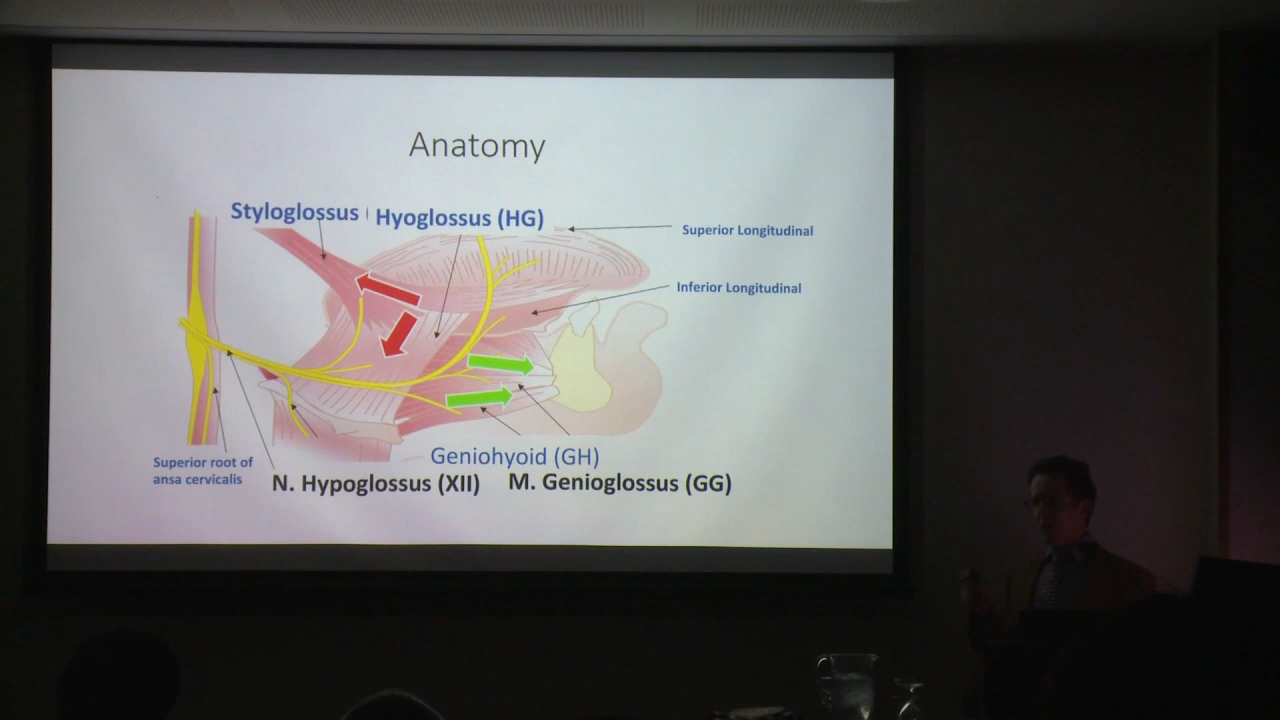 Anatomy
Styloglossus
Hyoglossus (HG)
Superior Longitudinal
Inferior Longitudinal
Geniohyoid (GH)
Superior root of
ansa cervicalis
N. Hypoglossus (XII)
M. Genioglossus (GG)